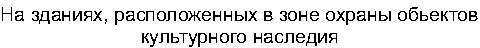 На зданиях, расположенных в зоне охраны обьектов
культурного наследия